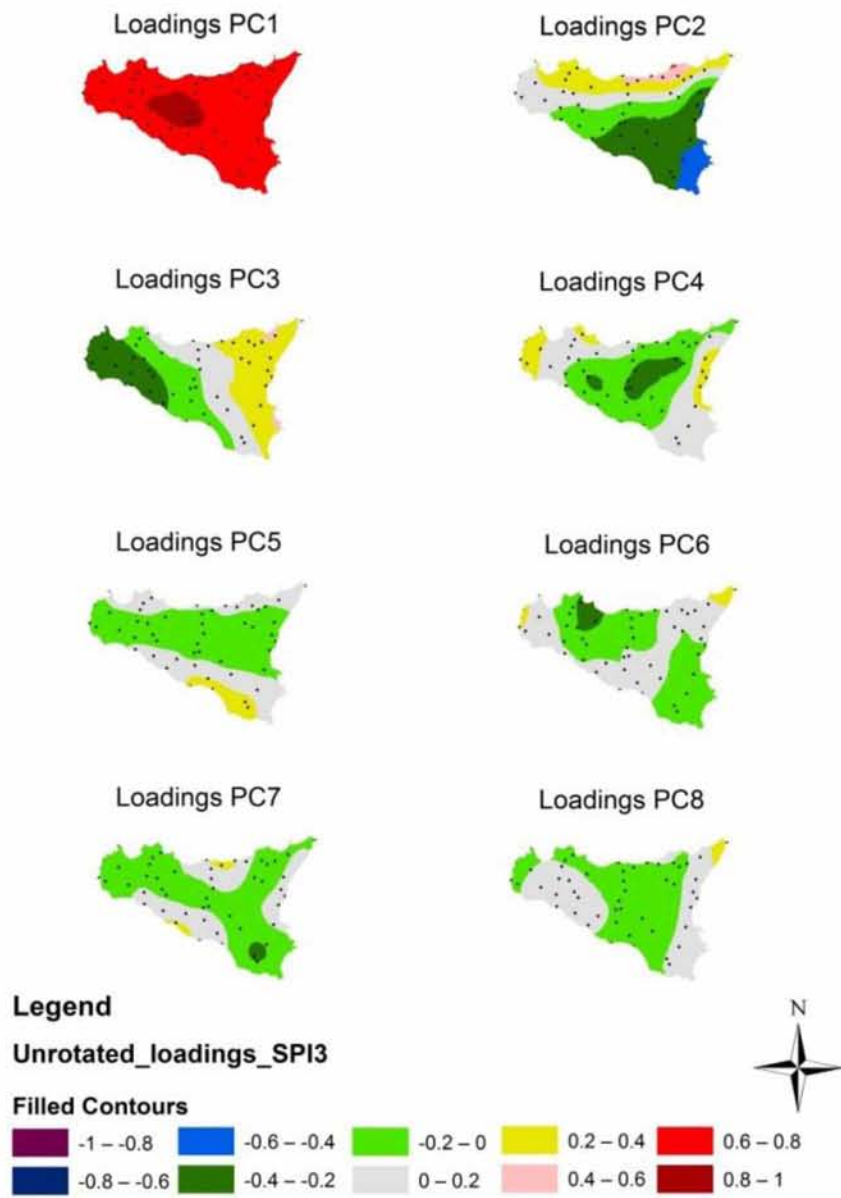 Loadings PC1
Loadings PC2
Loadings PC3
Loadings PC4
Loadings PC5
Loadings PC6
Loadings PC7
Loadings PC8
Legend
Unrotated_loadings_SPI3
Filled Contours
-1 – -0.8
-0.6 – -0.4
-0.2 – 0
0.2 – 0.4
0.6 – 0.8
-0.8 – -0.6
-0.4 – -0.2
0 – 0.2
0.4 – 0.6
0.8 – 1
N